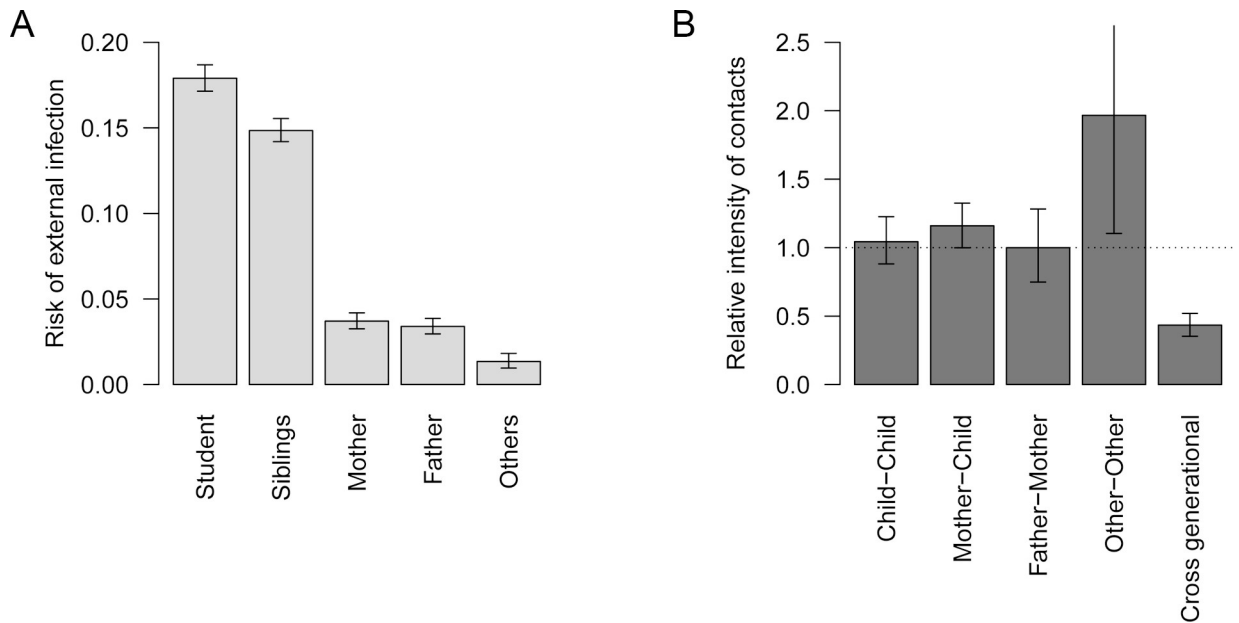 A
Risk of external infection
0.20
0.15
0.10
0.05
0.00
Student
Siblings
Mother
Father
Others
B
Relative intensity of contacts
2.5
2.0
1.5
1.0
0.5
0.0
Child−Child
Mother−Child
Father−Mother
Other−Other
Cross generational